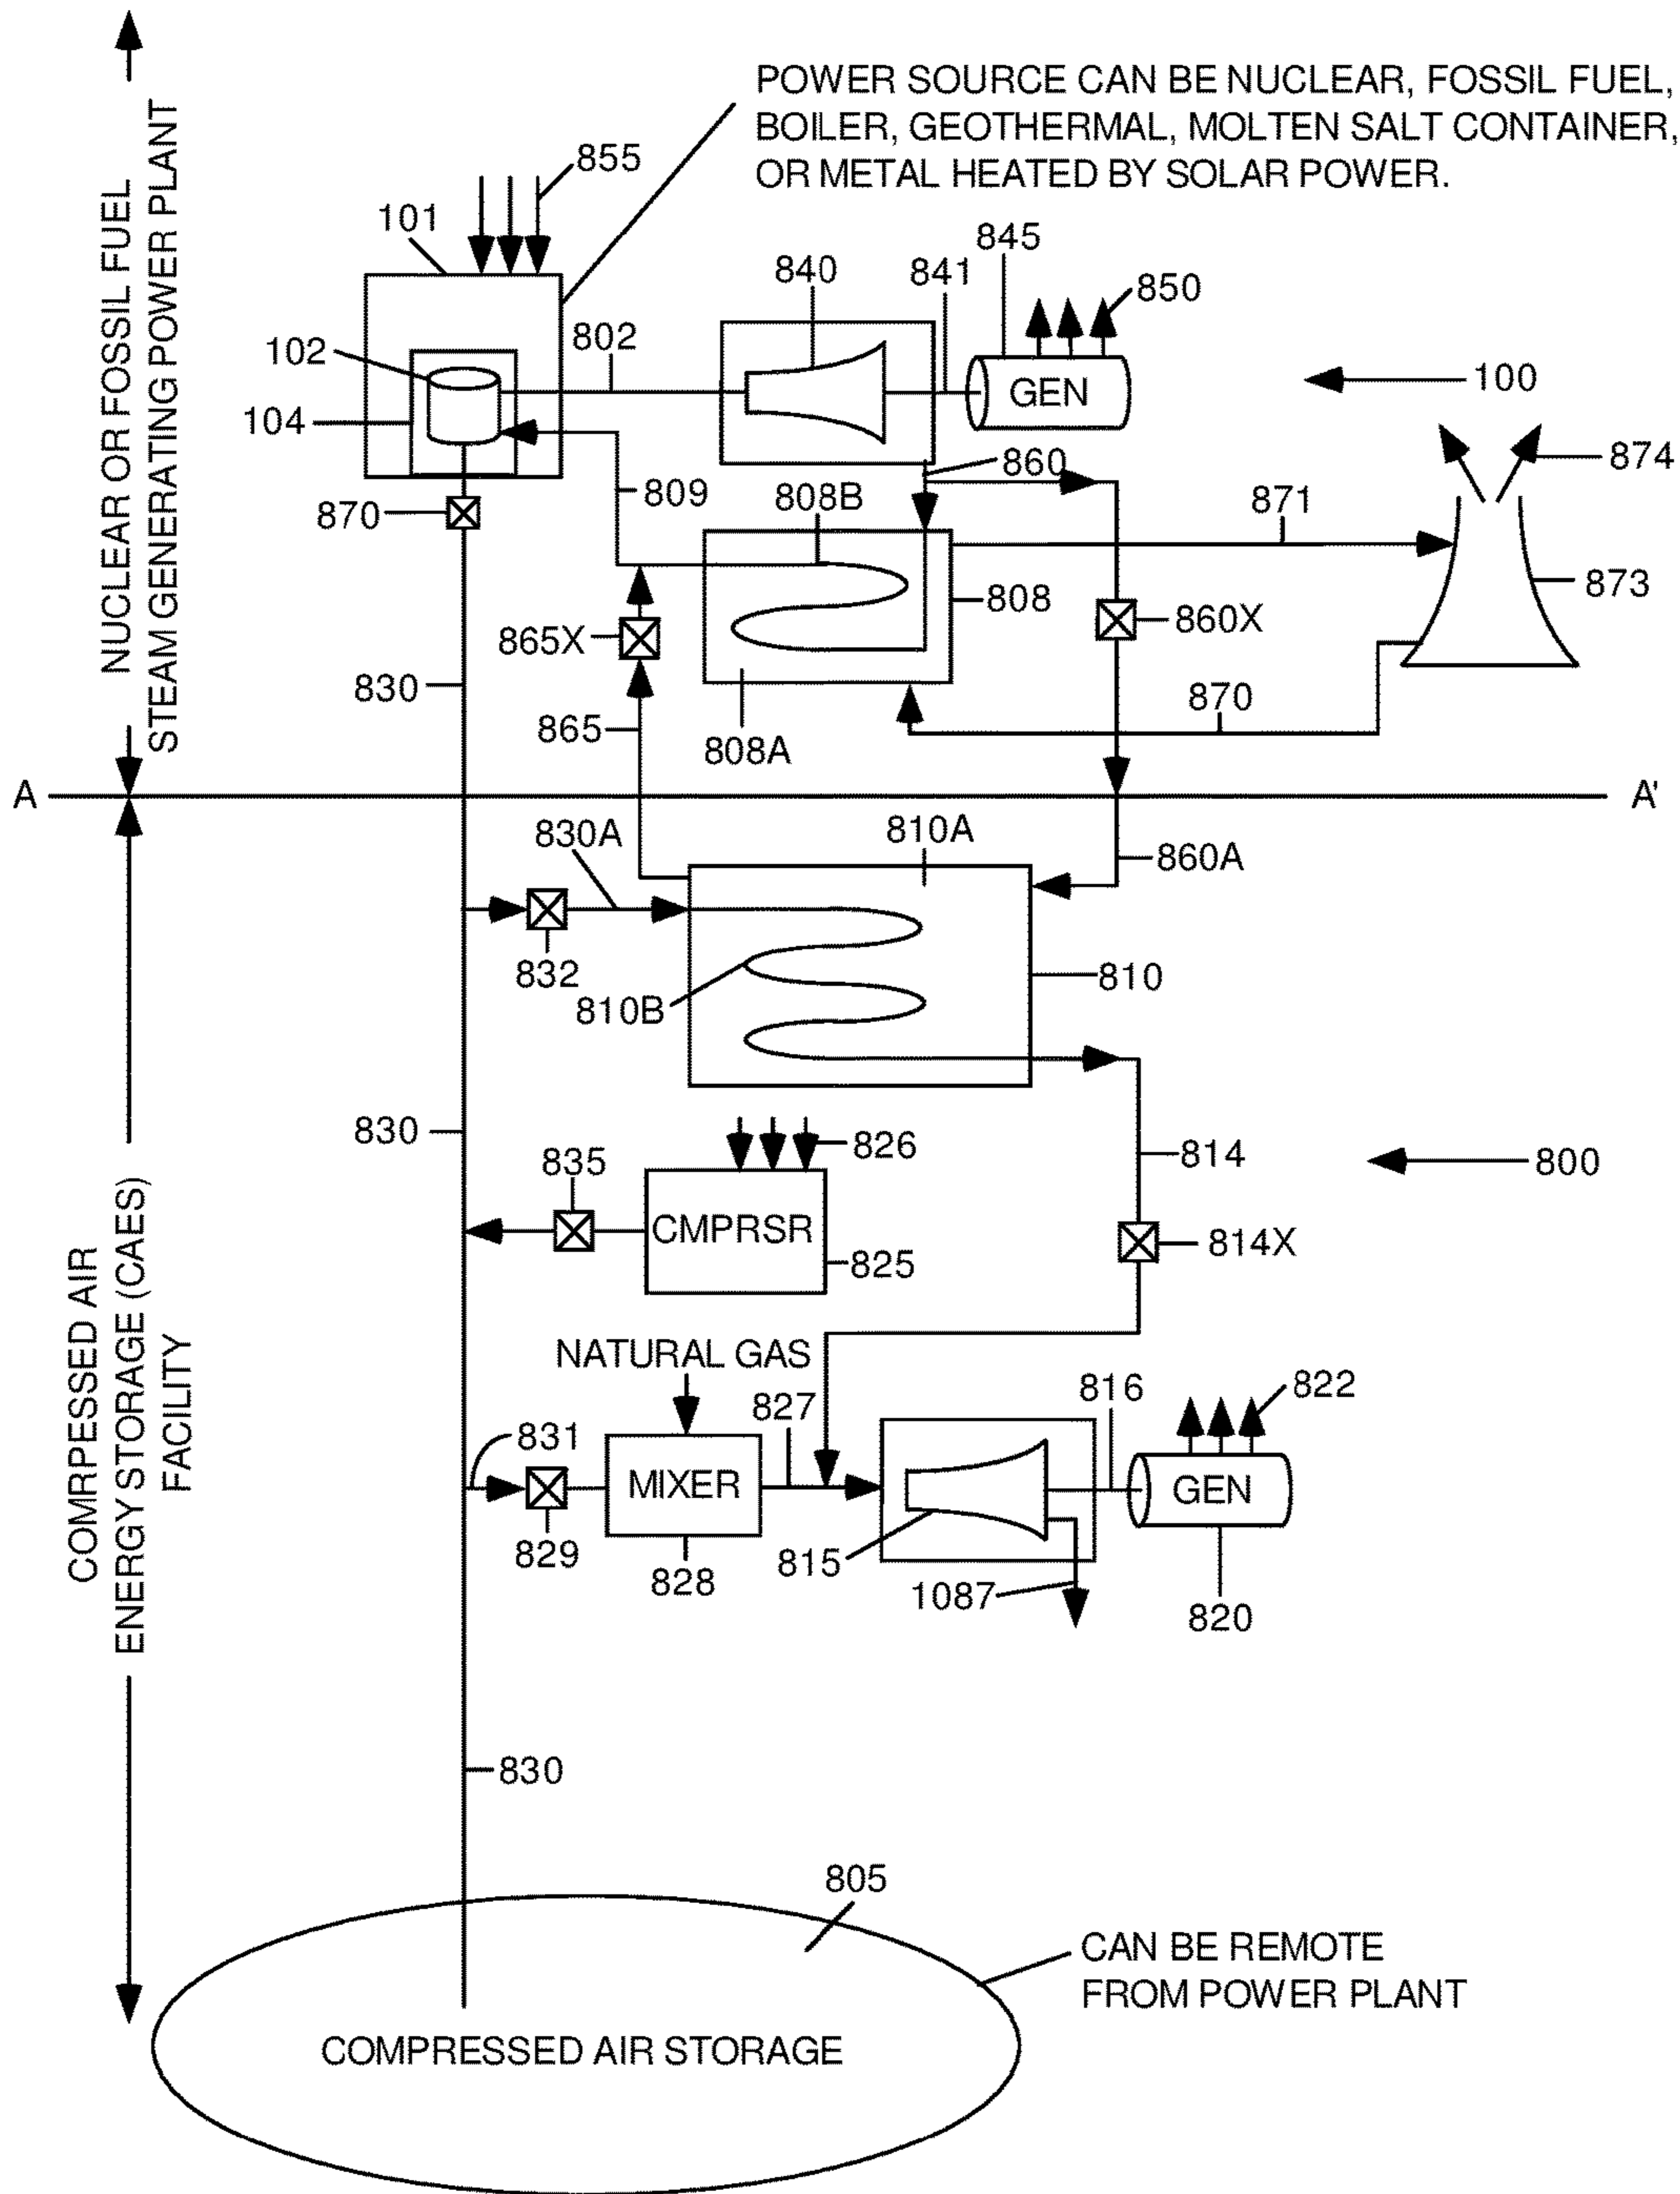 POWER SOURCE CAN BE NUCLEAR, FOSSIL FUEL,
BOILER, GEOTHERMAL, MOLTEN SALT CONTAINER,
OR METAL HEATED BY SOLAR POWER.
NUCLEAR OR FOSSIL FUEL
STEAM GENERATING POWER PLANT
855
101
845
840
841
850
802
102
GEN
100
104
860
874
809
808B
871
870
873
808
860X
865X
830
870
865
808A
A
A'
830A
810A
860A
832
810
810B
830
826
814
835
800
CMPRSR
814X
825
COMRPESSED AIR
ENERGY STORAGE (CAES)
FACILITY
NATURAL GAS
827
816
822
831
MIXER
GEN
829
815
828
1087
820
830
805
CAN BE REMOTE
FROM POWER PLANT
COMPRESSED AIR STORAGE